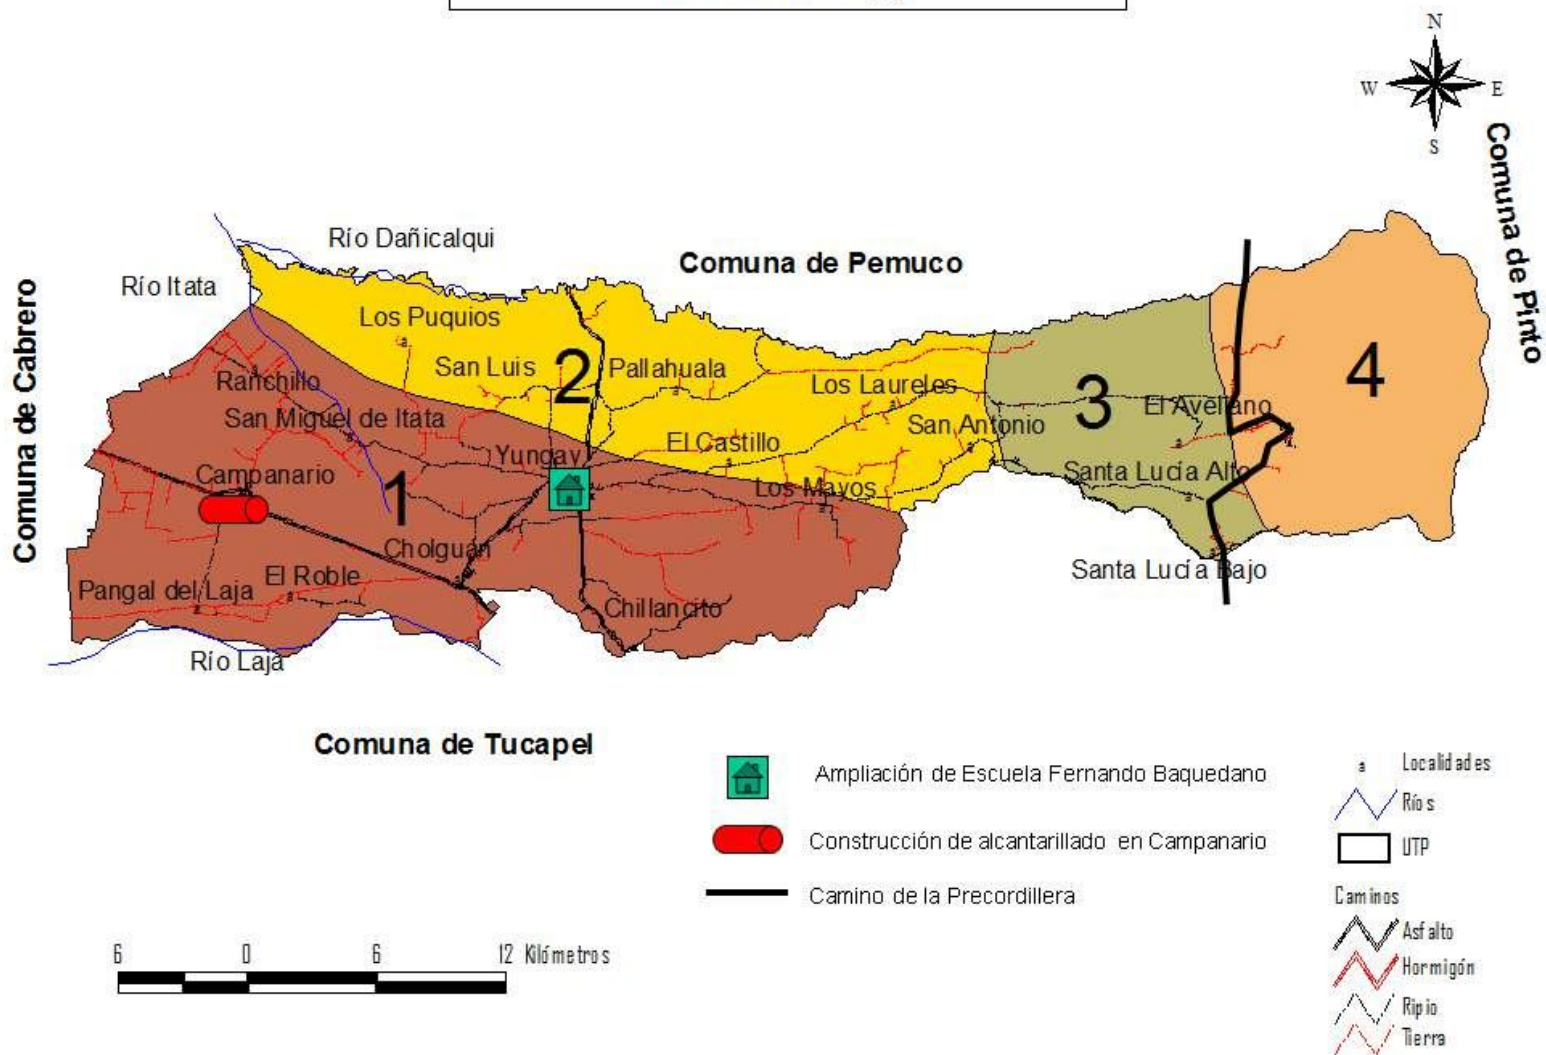 N
W
E
S
Comuna de Pinto
Río Dañicalqui
Comuna de Pemuco
Río Itata
Comuna de Cabrero
Los Puquios
San Luis
2
Pallahuala
Los Laureles
3
4
El Avellano
Ranchillo
San Miguel de Itata
San Antonio
Yungay
El Castillo
Campanario
1
Los Mayos
Santa Lucía Alto
Cholguán
El Roble
Pangal del Laja
Chillancito
Santa Lucía Bajo
Río Laja
Comuna de Tucapel
Ampliación de Escuela Fernando Baquedano
Construcción de alcantarillado en Campanario
Camino de la Precordillera
a Localidades
Ríos
UTP
Caminos
Asfalto
Hormigón
Ripio
Tierra
6 0 6 12 Kilómetros